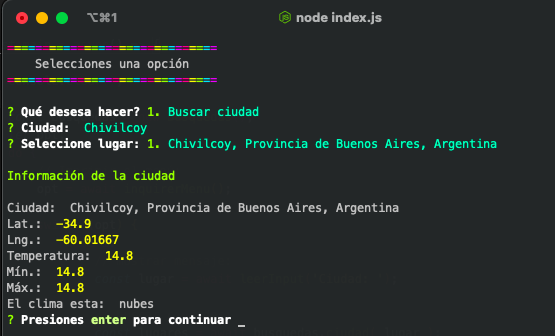 ⌥⌘1 node index.js
=================================
Selecciones una opción
=================================
? Qué desesa hacer? 1. Buscar ciudad
? Ciudad: Chivilcoy
? Seleccione lugar: 1. Chivilcoy, Provincia de Buenos Aires, Argentina
Información de la ciudad
Ciudad: Chivilcoy, Provincia de Buenos Aires, Argentina
Lat.: -34.9
Lng.: -60.01667
Temperatura: 14.8
Mín.: 14.8
Máx.: 14.8
El clima esta: nubes
? Presiones enter para continuar _